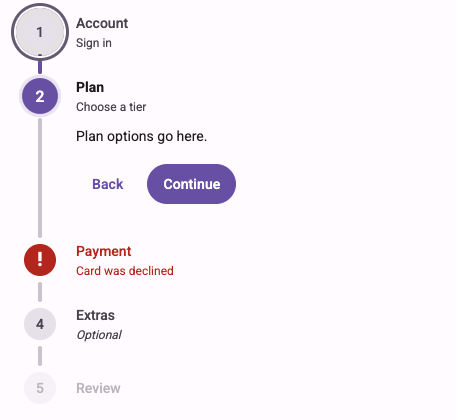 1
Account
Sign in
2
Plan
Choose a tier
Plan options go here.
Back
Continue
!
Payment
Card was declined
4
Extras
Optional
5
Review